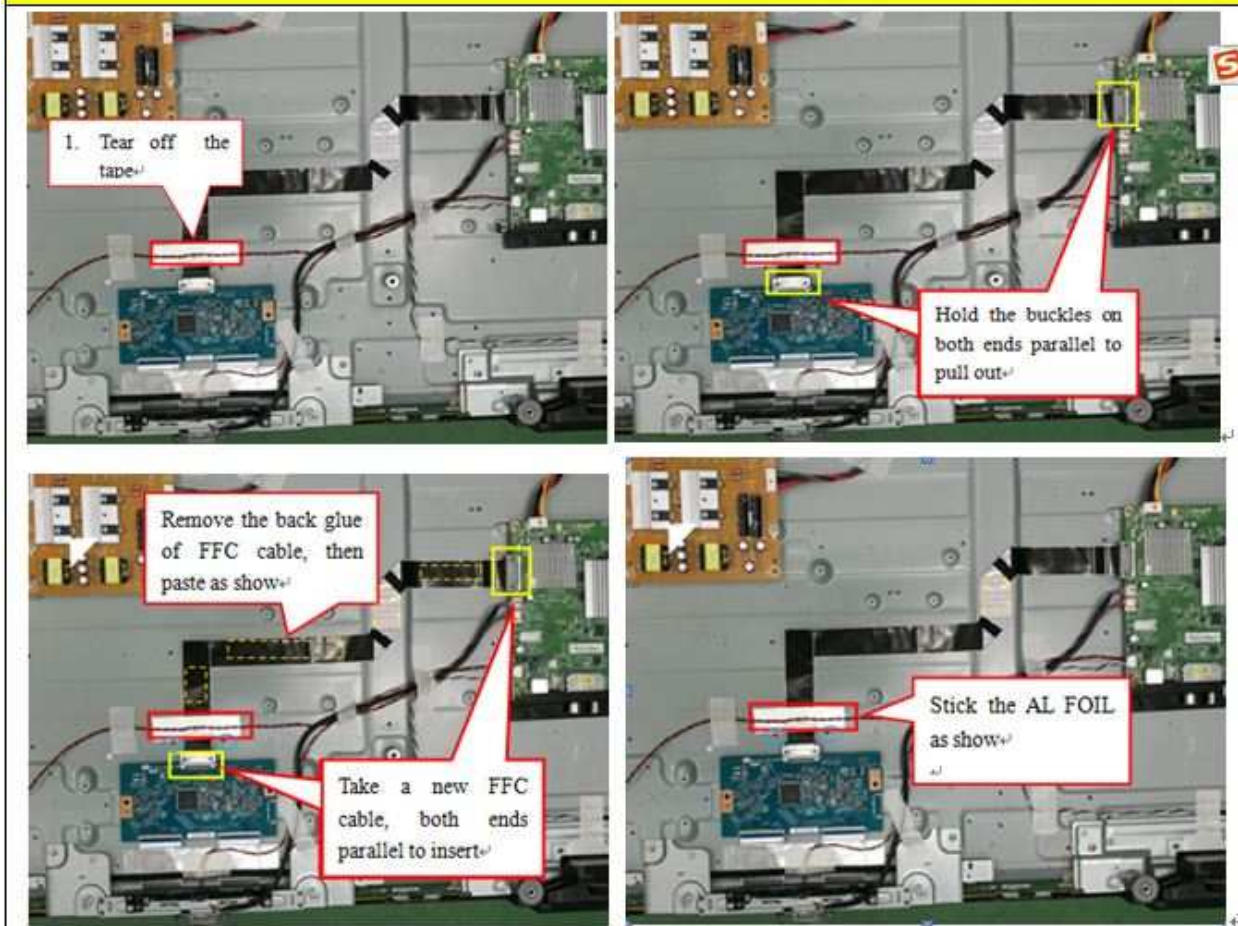 1. Tear off the
tape↵
Hold the buckles on
both ends parallel to
pull out↵
Remove the back glue
of FFC cable, then
paste as show↵
Take a new FFC
cable, both ends
parallel to insert↵
Stick the AL FOIL
as show↵
↵